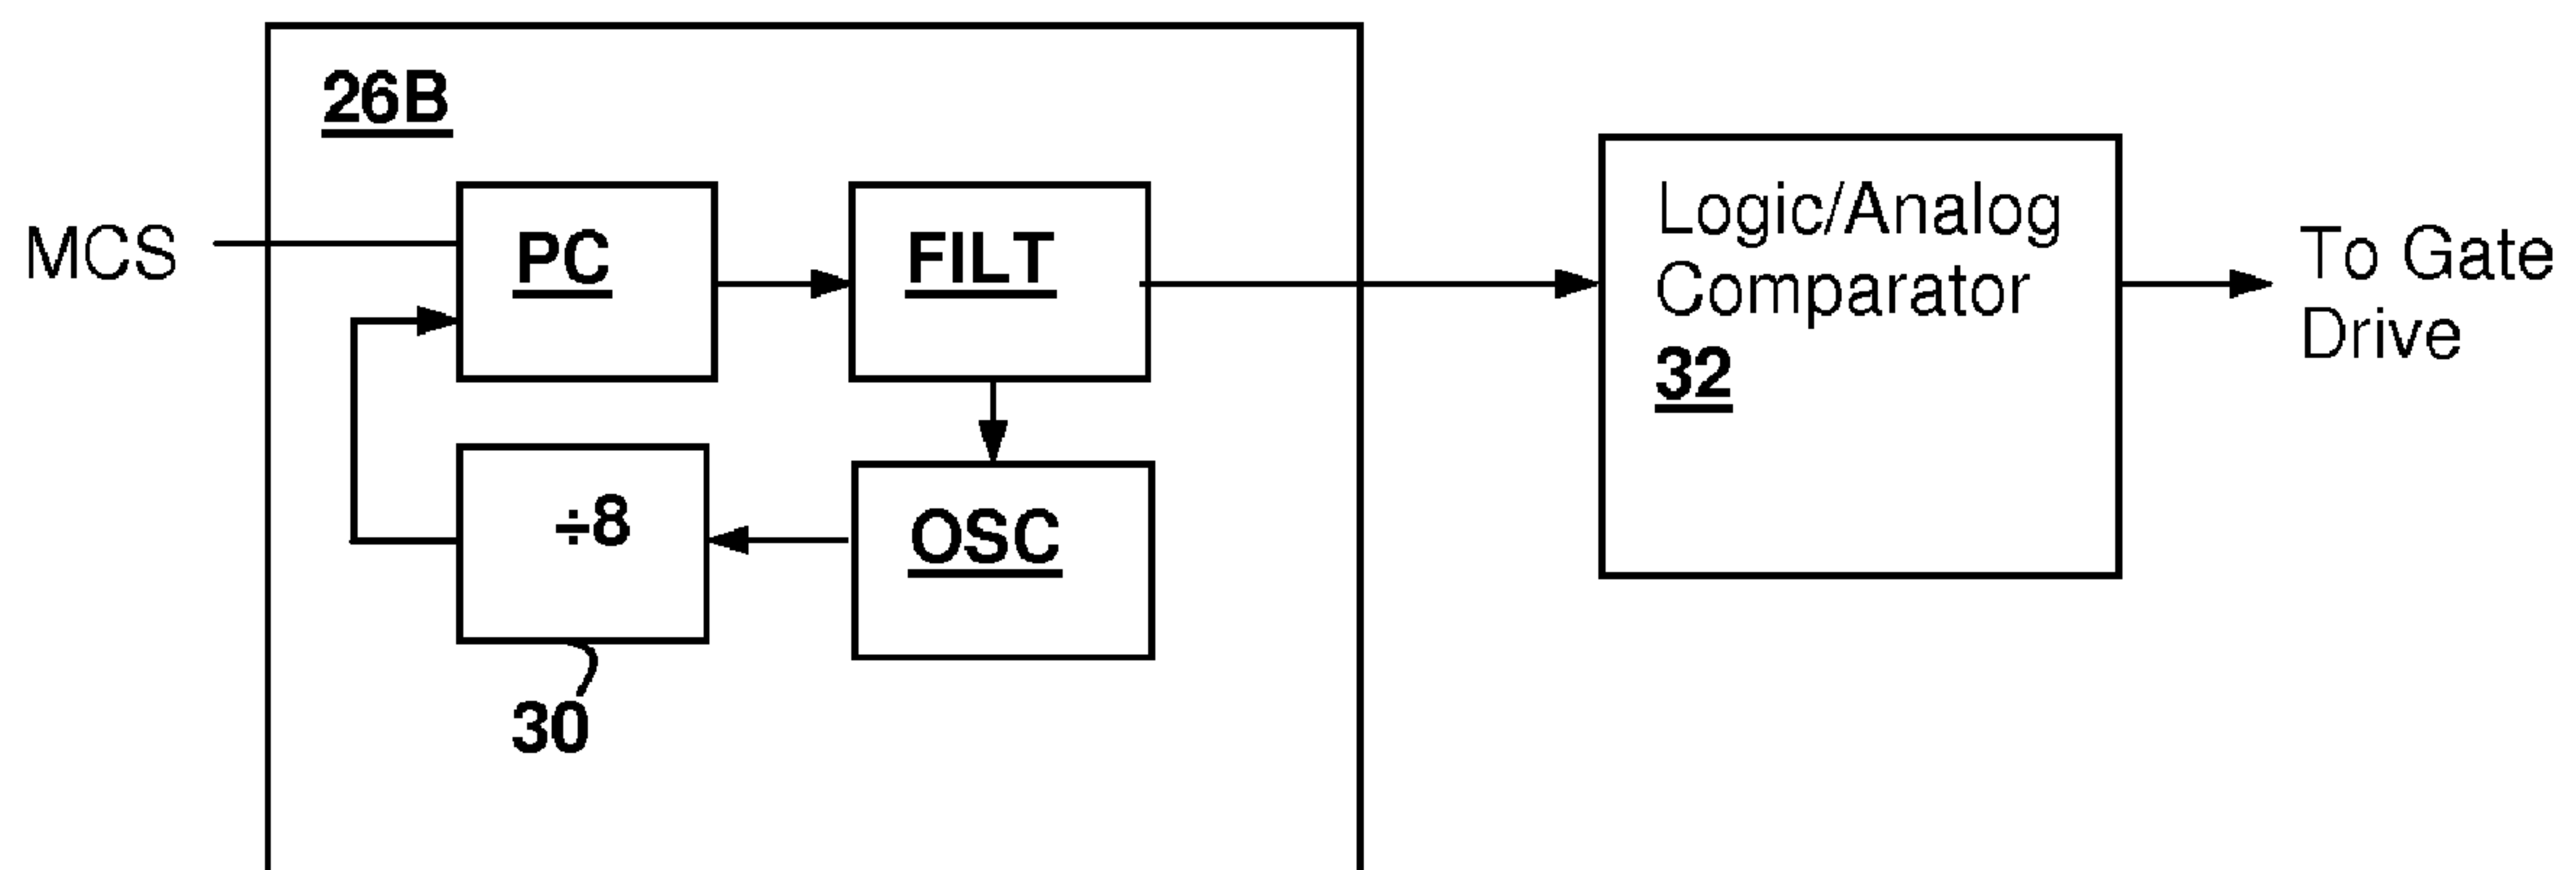 26B
MCS
PC
FILT
Logic/Analog
Comparator
32
To Gate
Drive
÷8
OSC
30